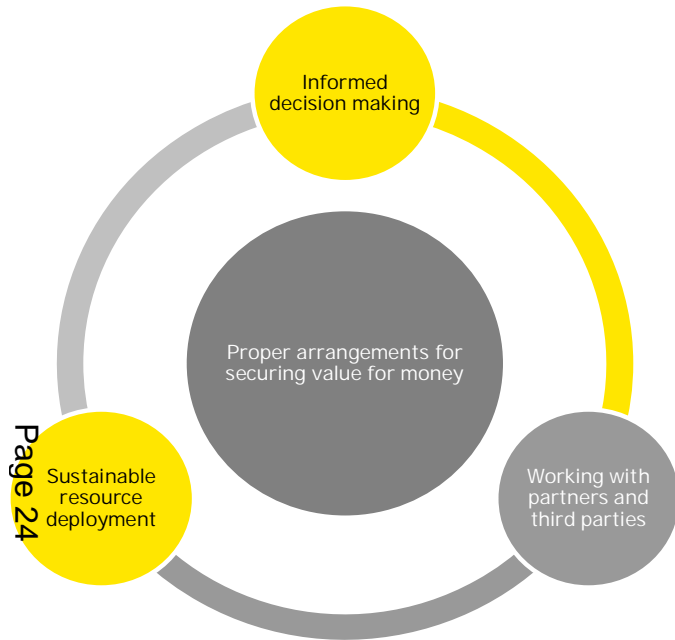 Informed
decision making
Proper arrangements for
securing value for money
Page 24
Sustainable
resource
deployment
Working with
partners and
third parties